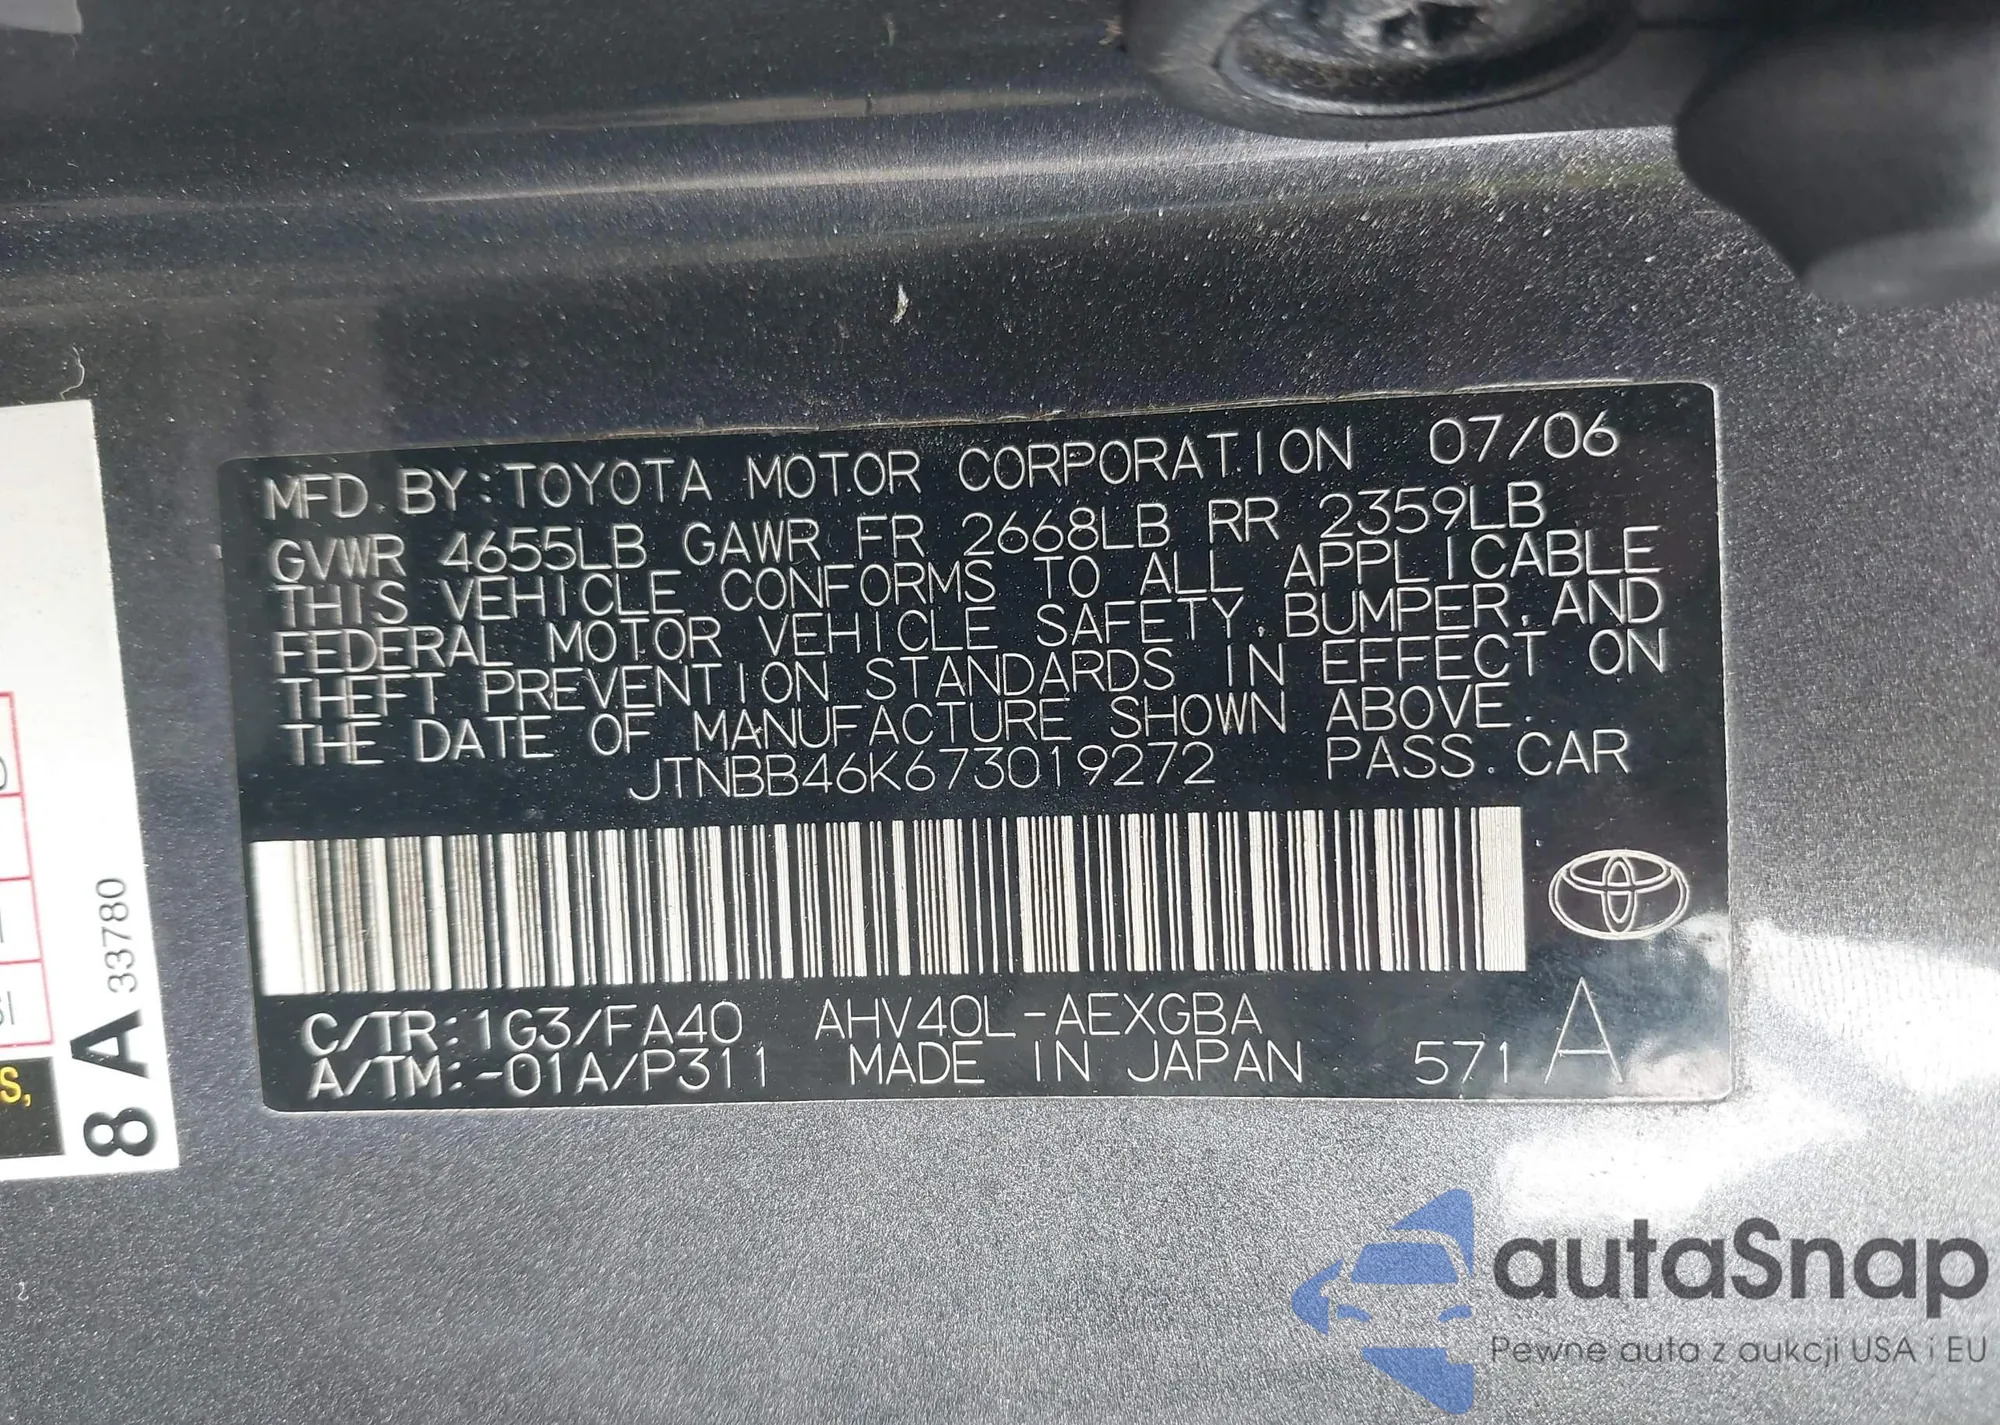 MFD. BY: TOYOTA MOTOR CORPORATION 07/06
GVWR 4655LB GAWR FR 2668LB RR 2359LB
THIS VEHICLE CONFORMS TO ALL APPLICABLE
FEDERAL MOTOR VEHICLE SAFETY, BUMPER, AND
THEFT PREVENTION STANDARDS IN EFFECT ON
THE DATE OF MANUFACTURE SHOWN ABOVE.
JTNBB46K673019272 PASS. CAR
C/TR: 1G3/FA40 AHV40L-AEXGBA
A/TM: -01A/P311 MADE IN JAPAN 571 A
8 A 33780
S,
autaSnap
Pewne auta z aukcji USA i EU